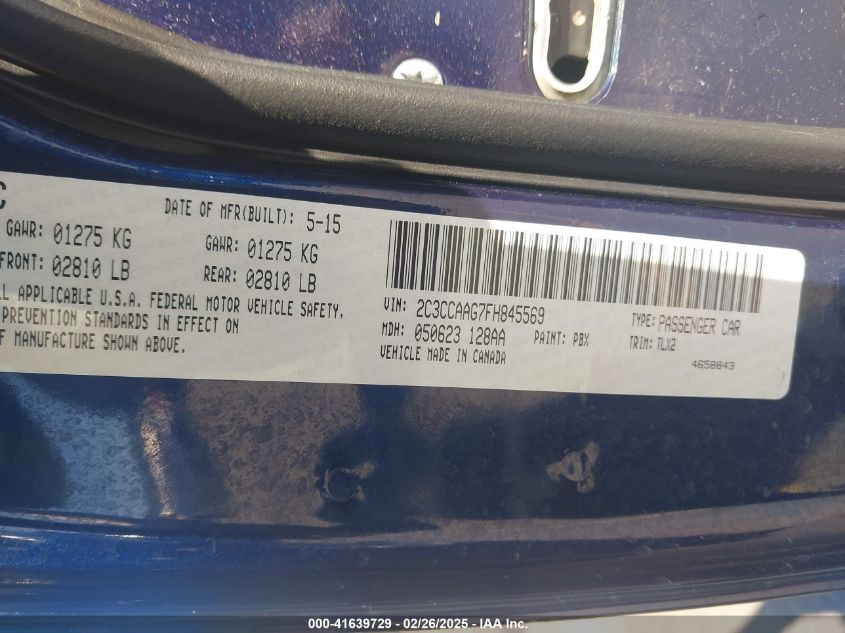 C
DATE OF MFR(BUILT): 5-15
GAWR: 01275 KG GAWR: 01275 KG
FRONT: 02810 LB REAR: 02810 LB
LL APPLICABLE U.S.A. FEDERAL MOTOR VEHICLE SAFETY,
PREVENTION STANDARDS IN EFFECT ON
OF MANUFACTURE SHOWN ABOVE.
VIN: 2C3CCAAG7FH845569 TYPE: PASSENGER CAR
MDH: 050623 128AA PAINT: PBX TRIM: TLX2
VEHICLE MADE IN CANADA 4658843
000-41639729 - 02/26/2025 - IAA Inc.